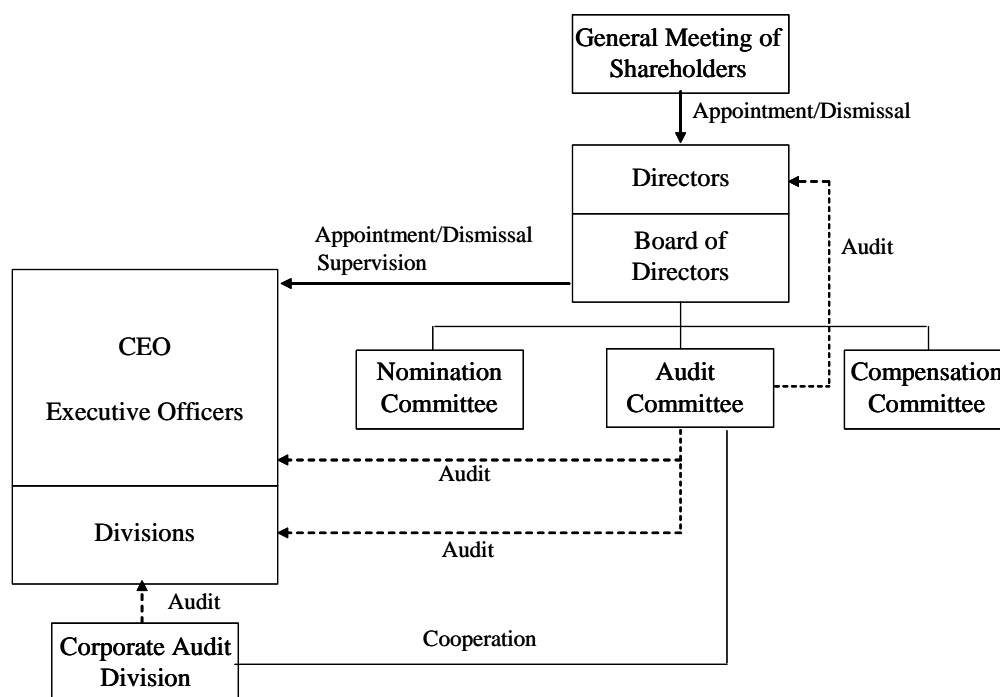 General Meeting of
Shareholders
Appointment/Dismissal
Directors
Audit
Board of
Directors
Appointment/Dismissal
Supervision
CEO
Executive Officers
Nomination
Committee
Audit
Committee
Compensation
Committee
Audit
Divisions
Audit
Audit
Cooperation
Corporate Audit
Division